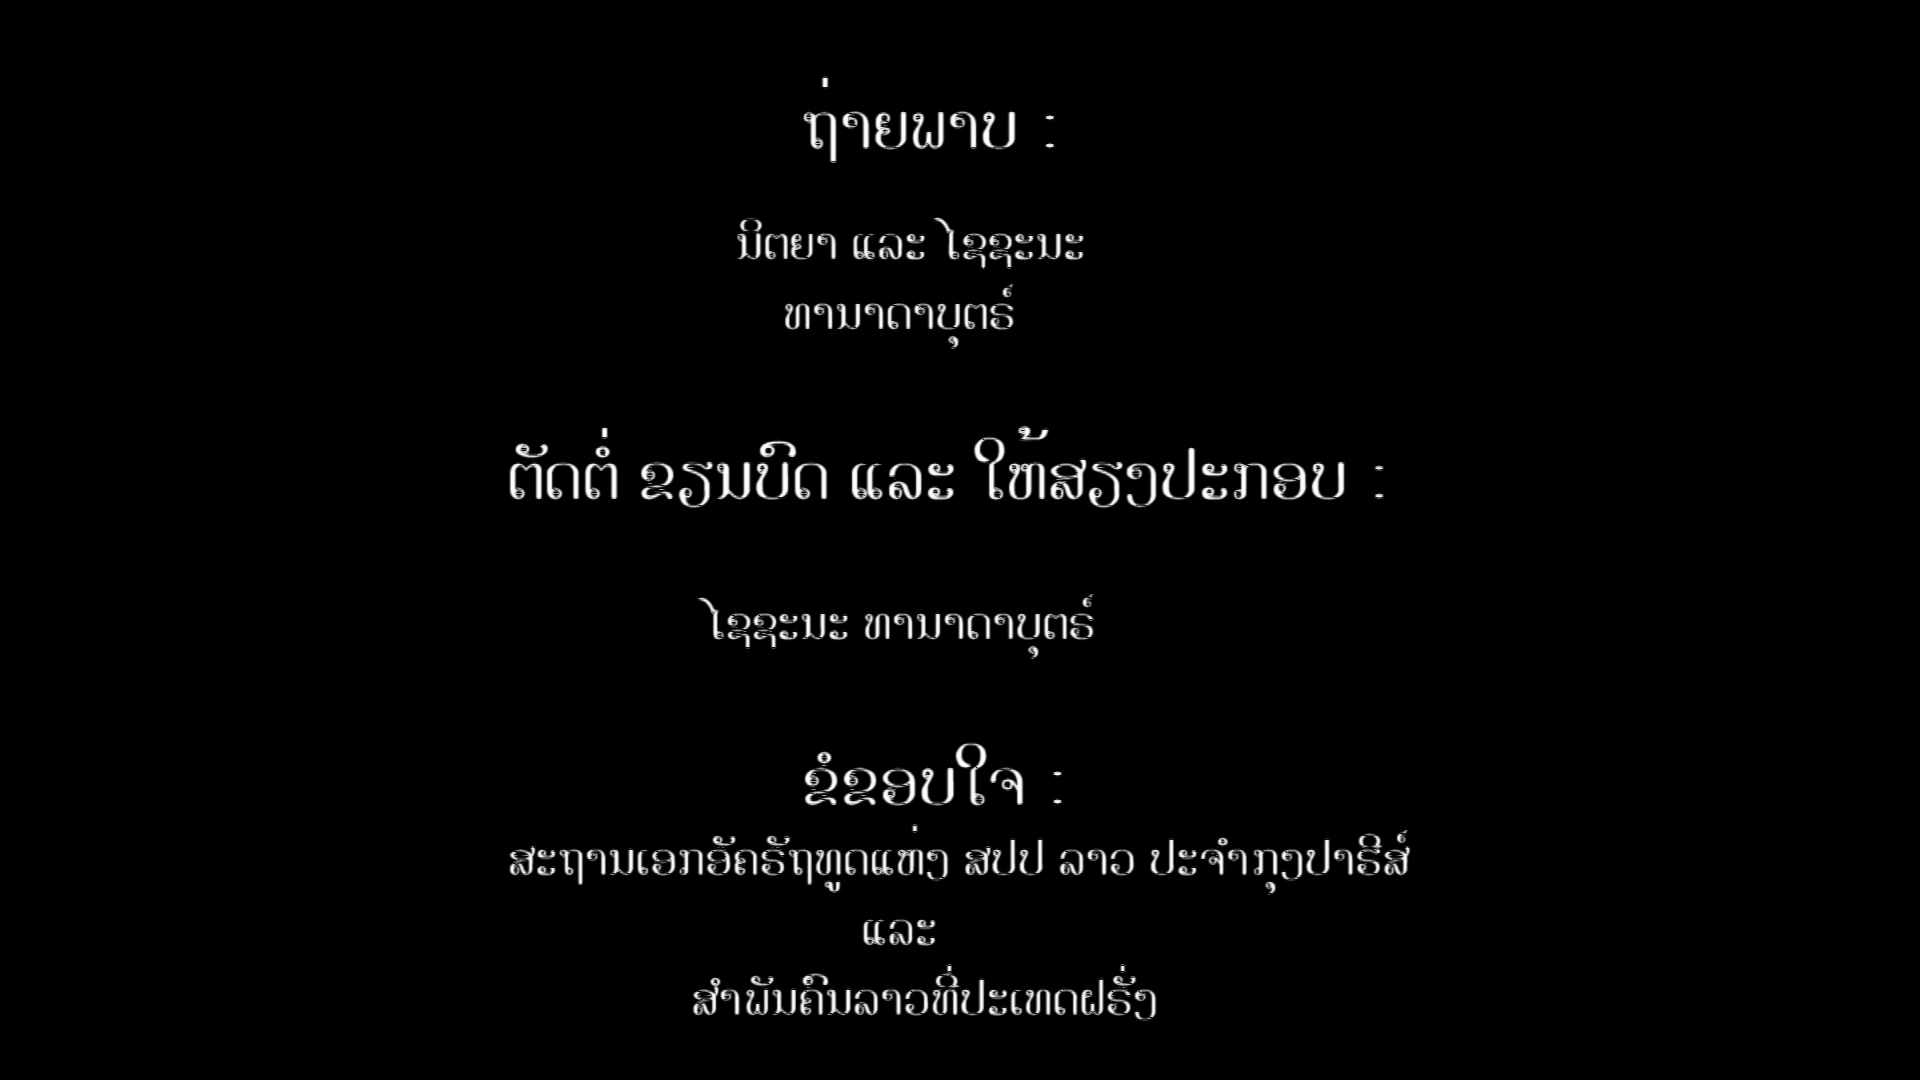 ຖ່າຍພາບ :
ນິຕຍາ ແລະ ໄຊຊະນະ
ທານາດາບຸຕຣ໌
ຕັດຕໍ່ ຂຽນບົດ ແລະ ໃຫ້ສຽງປະກອບ :
ໄຊຊະນະ ທານາດາບຸຕຣ໌
ຂໍຂອບໃຈ :
ສະຖານເອກອັຄຣັຖທູດແຫ່ງ ສປປ ລາວ ປະຈຳກຸງປາຣີສ໌
ແລະ
ສຳພັນຄົນລາວທີ່ປະເທດຝຣັ່ງ